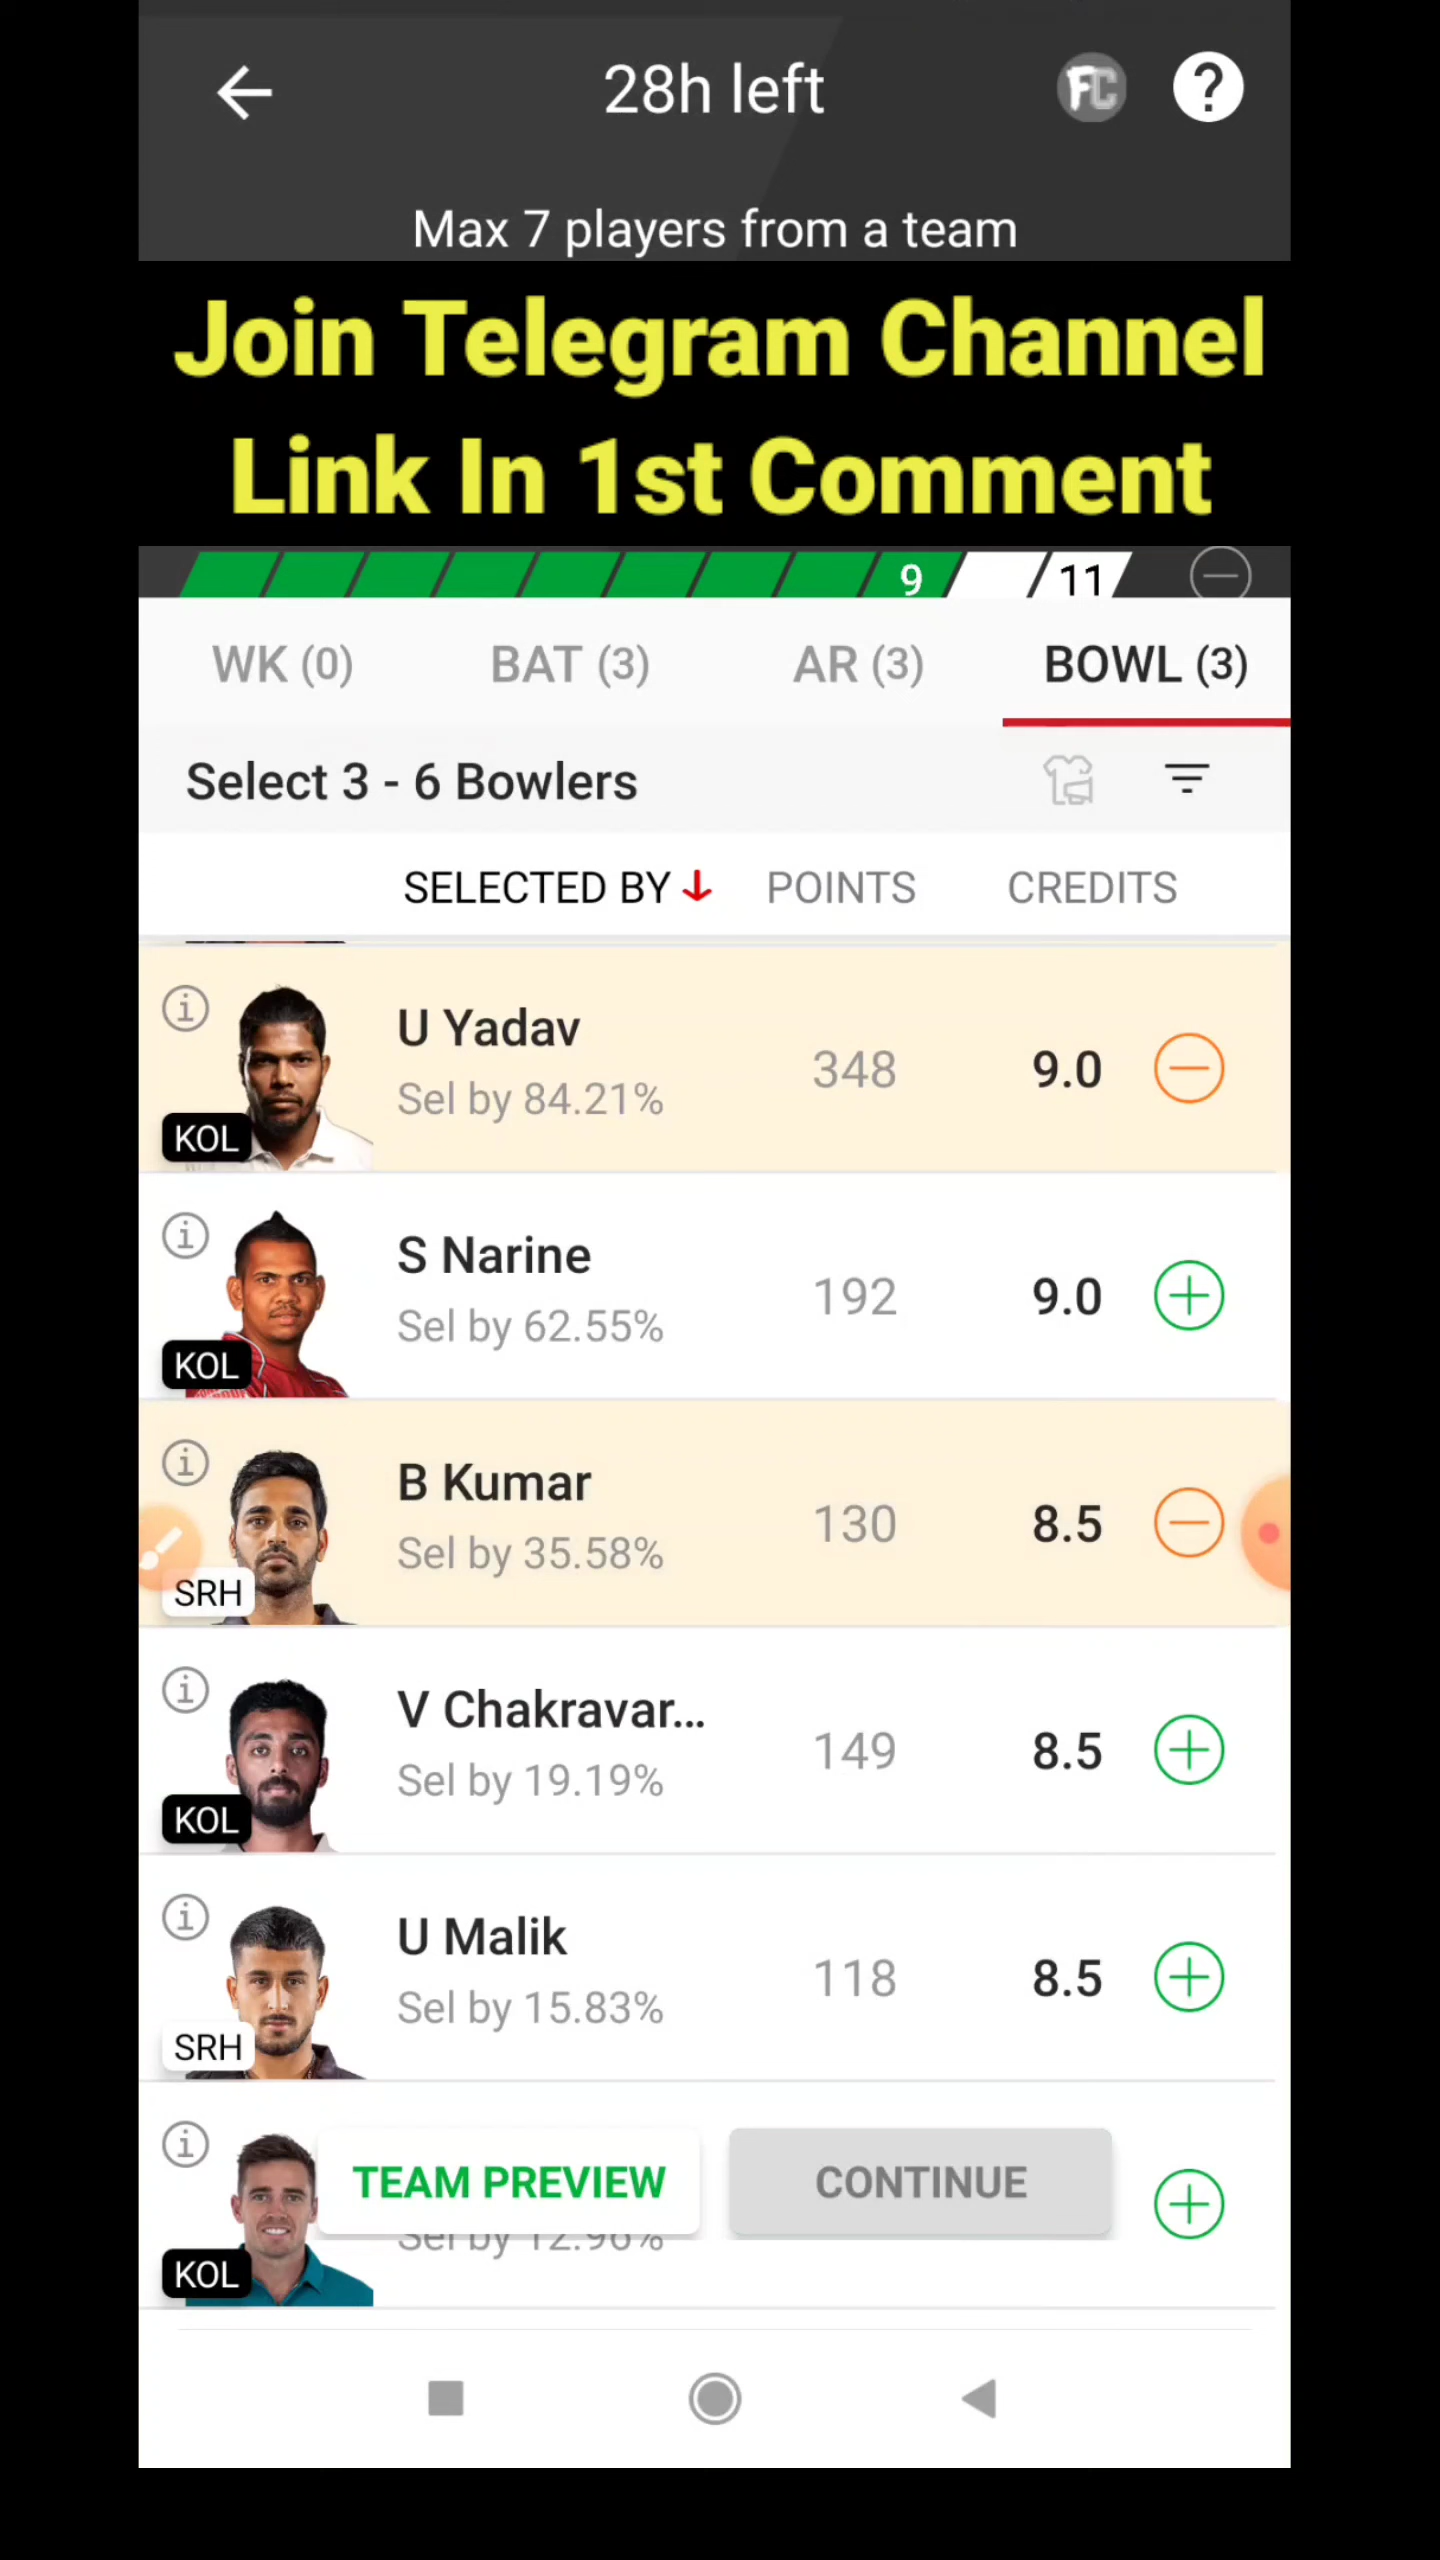 28h left
FC
?
Max 7 players from a team
Join Telegram Channel
Link In 1st Comment
9 11
WK (0) BAT (3) AR (3) BOWL (3)
Select 3 - 6 Bowlers
SELECTED BY POINTS CREDITS
U Yadav
Sel by 84.21% 348 9.0
KOL
S Narine
Sel by 62.55% 192 9.0
KOL
B Kumar
Sel by 35.58% 130 8.5
SRH
V Chakravar...
Sel by 19.19% 149 8.5
KOL
U Malik
Sel by 15.83% 118 8.5
SRH
TEAM PREVIEW CONTINUE
Sel by 12.96%
KOL